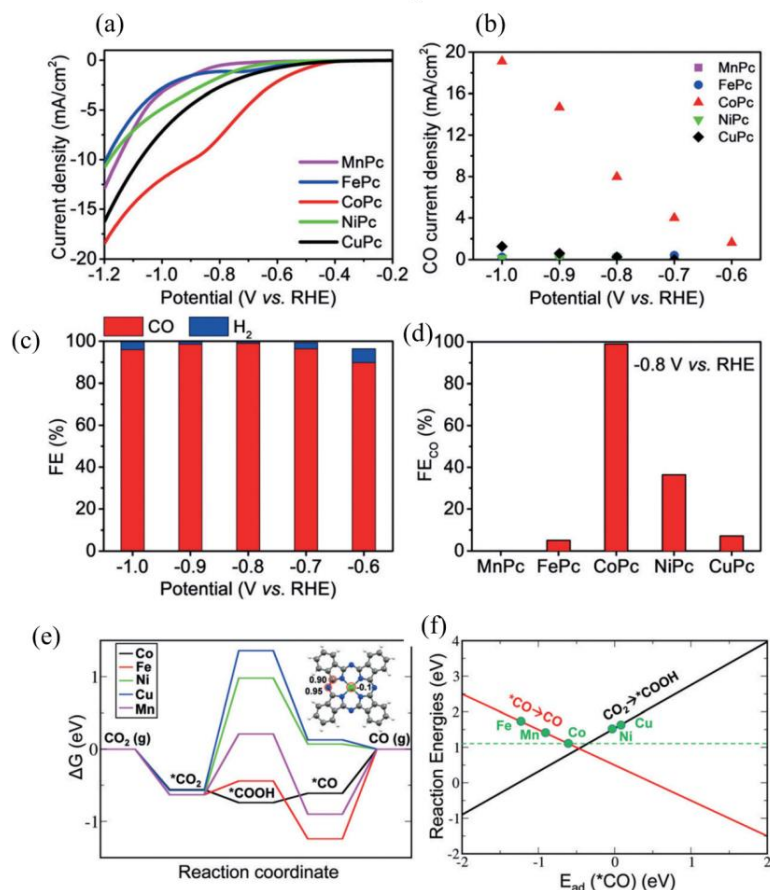 (a)
0
-5
-10
-15
-20
Current density (mA/cm²)
MnPc
FePc
CoPc
NiPc
CuPc
-1.2 -1.0 -0.8 -0.6 -0.4 -0.2
Potential (V vs. RHE)
(b)
20
16
12
8
4
0
CO current density (mA/cm²)
MnPc
FePc
CoPc
NiPc
CuPc
-1.0 -0.9 -0.8 -0.7 -0.6
Potential (V vs. RHE)
(c)
CO H₂
100
80
60
40
20
0
FE (%)
-1.0 -0.9 -0.8 -0.7 -0.6
Potential (V vs. RHE)
(d)
100
80
60
40
20
0
FE_CO (%)
-0.8 V vs. RHE
MnPc FePc CoPc NiPc CuPc
(e)
1
0
-1
ΔG (eV)
Co
Fe
Ni
Cu
Mn
0.90
0.95
-0.1
CO₂ (g)
*CO₂
*COOH
*CO
CO (g)
Reaction coordinate
(f)
4
3
2
1
0
-1
-2
Reaction Energies (eV)
*CO→CO
CO₂→*COOH
Fe
Mn
Co
Cu
Ni
-2 -1 0 1 2
E_ad (*CO) (eV)